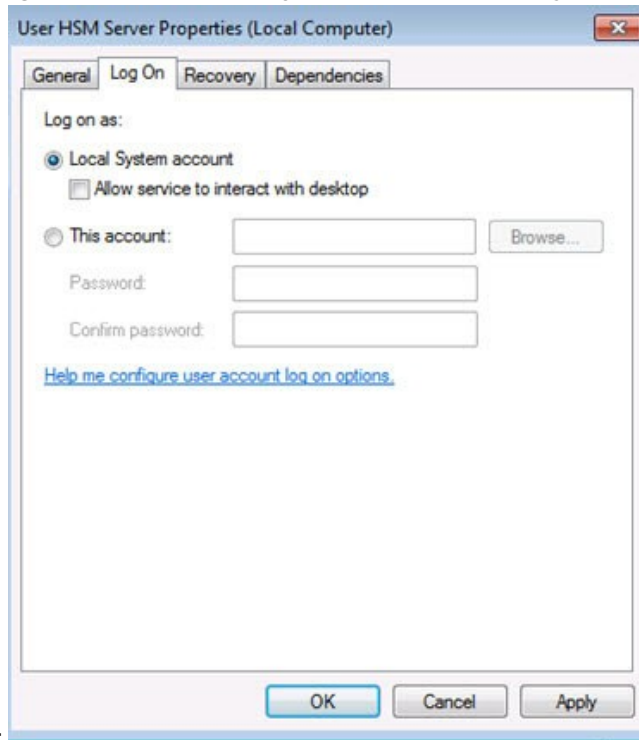 User HSM Server Properties (Local Computer)
General Log On Recovery Dependencies
Log on as:
Local System account
Allow service to interact with desktop
This account:
Browse...
Password:
Confirm password:
Help me configure user account log on options.
OK Cancel Apply